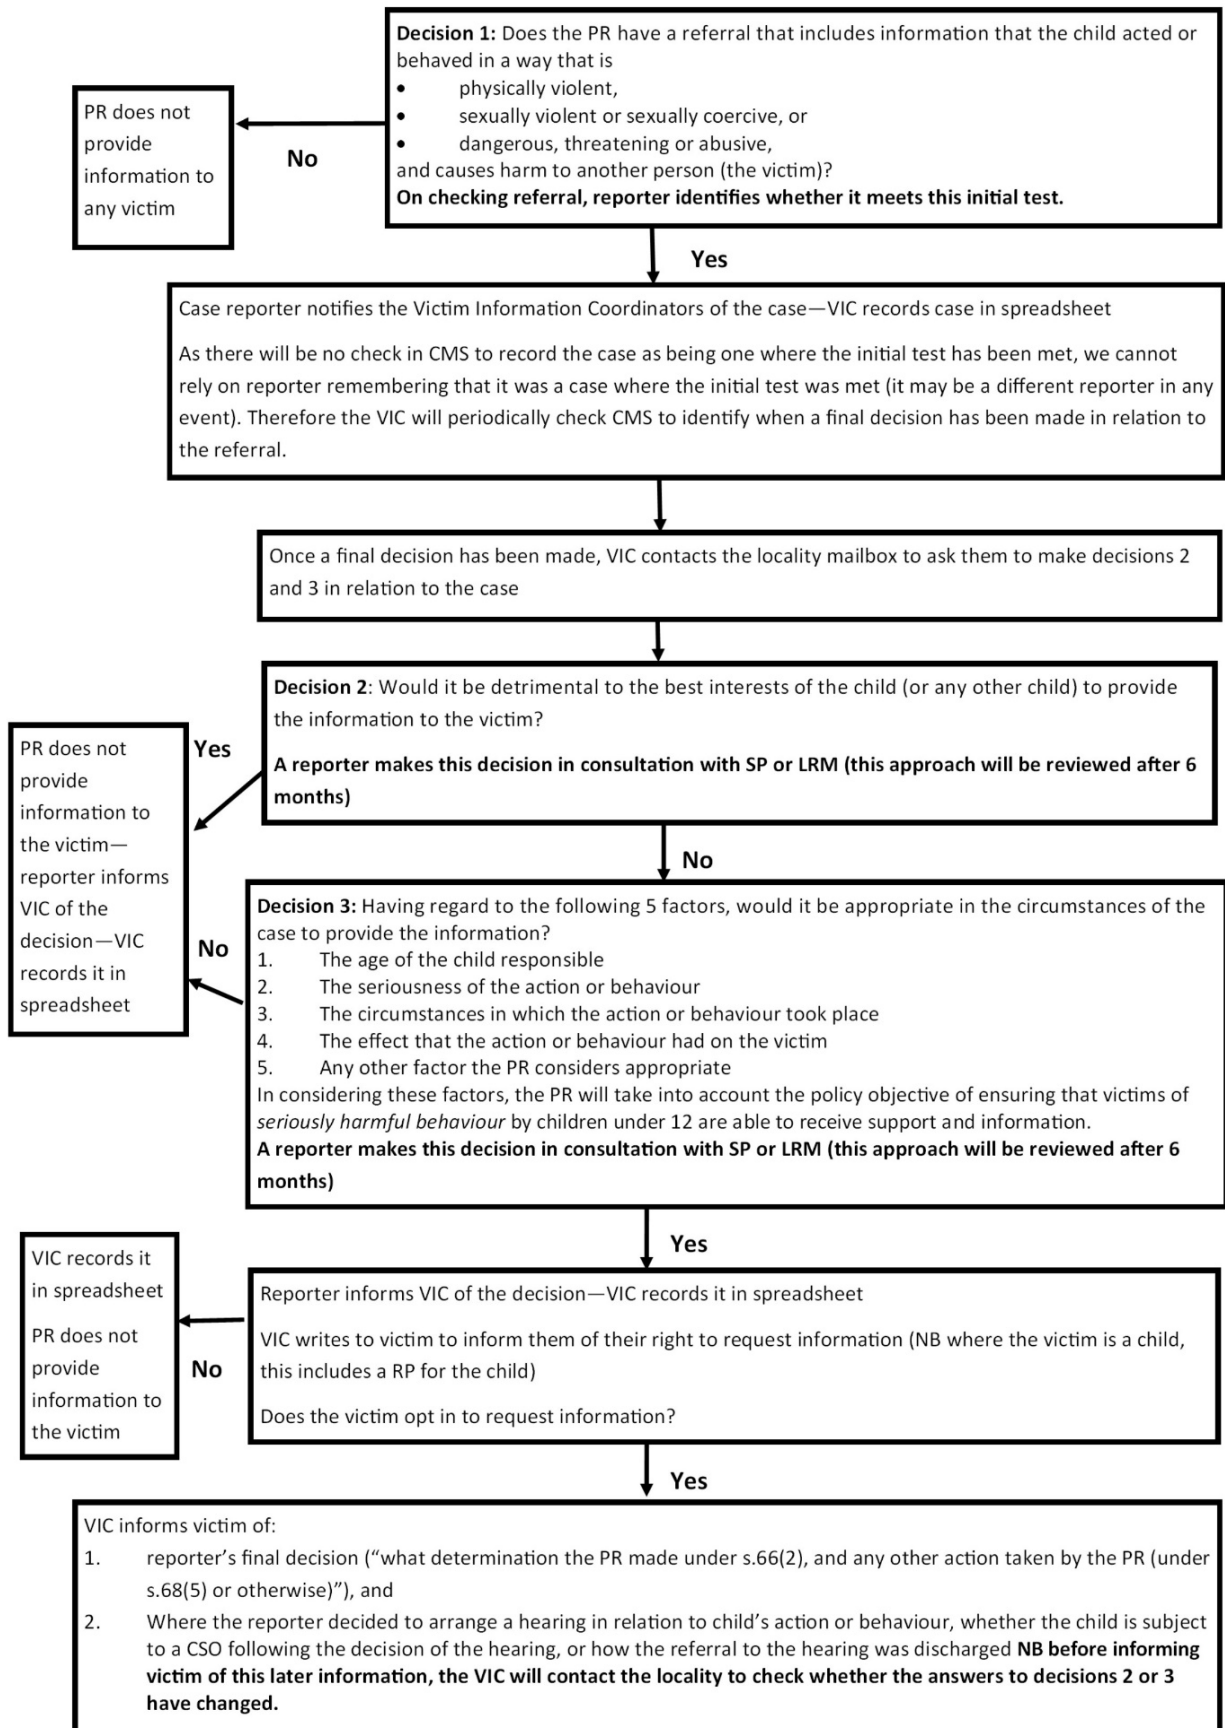 Decision 1: Does the PR have a referral that includes information that the child acted or
behaved in a way that is
• physically violent,
• sexually violent or sexually coercive, or
• dangerous, threatening or abusive,
and causes harm to another person (the victim)?
On checking referral, reporter identifies whether it meets this initial test.
No
PR does not
provide
information to
any victim
Yes
Case reporter notifies the Victim Information Coordinators of the case—VIC records case in spreadsheet
As there will be no check in CMS to record the case as being one where the initial test has been met, we cannot
rely on reporter remembering that it was a case where the initial test was met (it may be a different reporter in any
event). Therefore the VIC will periodically check CMS to identify when a final decision has been made in relation to
the referral.
Once a final decision has been made, VIC contacts the locality mailbox to ask them to make decisions 2
and 3 in relation to the case
Decision 2: Would it be detrimental to the best interests of the child (or any other child) to provide
the information to the victim?
A reporter makes this decision in consultation with SP or LRM (this approach will be reviewed after 6
months)
Yes
PR does not
provide
information to
the victim—
reporter informs
VIC of the
decision—VIC
records it in
spreadsheet
No
No
Decision 3: Having regard to the following 5 factors, would it be appropriate in the circumstances of the
case to provide the information?
1. The age of the child responsible
2. The seriousness of the action or behaviour
3. The circumstances in which the action or behaviour took place
4. The effect that the action or behaviour had on the victim
5. Any other factor the PR considers appropriate
In considering these factors, the PR will take into account the policy objective of ensuring that victims of
seriously harmful behaviour by children under 12 are able to receive support and information.
A reporter makes this decision in consultation with SP or LRM (this approach will be reviewed after 6
months)
Yes
Reporter informs VIC of the decision—VIC records it in spreadsheet
VIC writes to victim to inform them of their right to request information (NB where the victim is a child,
this includes a RP for the child)
Does the victim opt in to request information?
No
VIC records it
in spreadsheet
PR does not
provide
information to
the victim
Yes
VIC informs victim of:
1. reporter's final decision ("what determination the PR made under s.66(2), and any other action taken by the PR (under
s.68(5) or otherwise)"), and
2. Where the reporter decided to arrange a hearing in relation to child's action or behaviour, whether the child is subject
to a CSO following the decision of the hearing, or how the referral to the hearing was discharged NB before informing
victim of this later information, the VIC will contact the locality to check whether the answers to decisions 2 or 3
have changed.